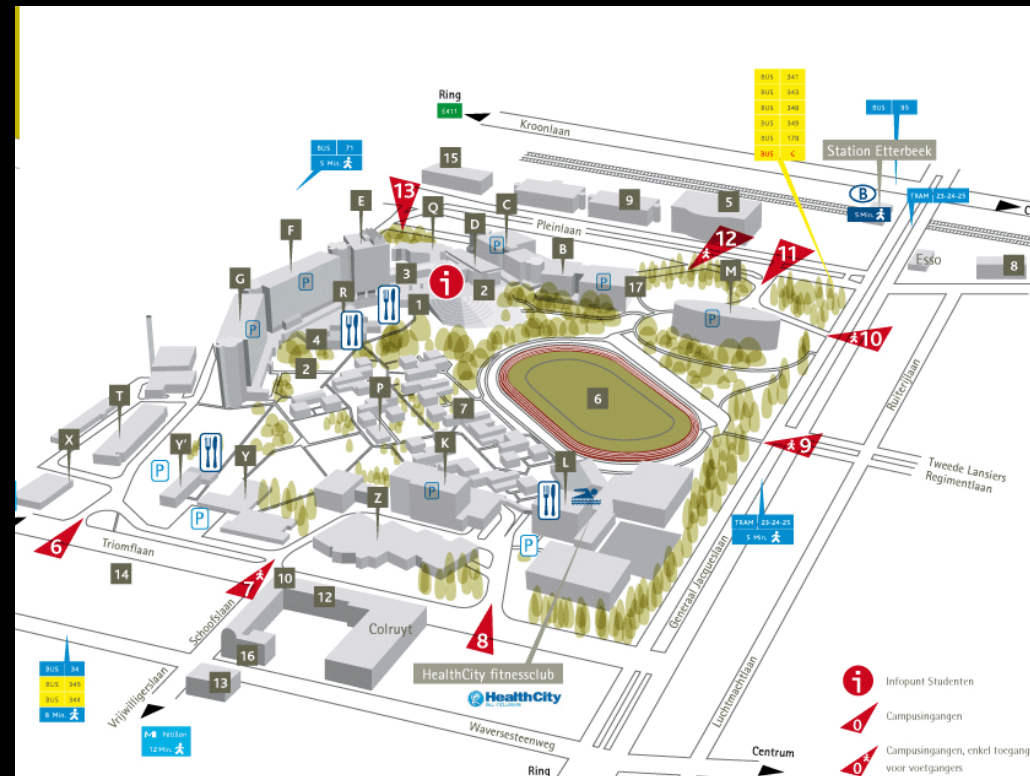 Ring
E411
Kroonlaan
BUS 341
BUS 343
BUS 348
BUS 349
BUS 178
BUS C
BUS 95
Station Etterbeek
BUS 71
5 Min.
15
13
E
Q
C
D
9
5
B
5 Min.
TRAM 23-24-25
Pleinlaan
12
11
F
P
B
M
Esso
8
G
P
R
3
i
2
P
17
P
1
10
P
4
2
Ruiterijlaan
T
P
7
6
X
Y'
P
Y
K
L
9
Tweede Lansiers
Regimentlaan
P
Z
P
P
TRAM 23-24-25
5 Min.
6
Triomflaan
14
7
10
12
Colruyt
8
Generaal Jacqueslaan
Schoofslaan
16
13
HealthCity fitnessclub
HealthCity
ALL INCLUSIVE
Luchtmachtlaan
BUS 34
BUS 345
BUS 344
8 Min.
Vrijwilligerslaan
M Petillon
12 Min.
Waversesteenweg
Ring
Centrum
i Infopunt Studenten
0 Campusingangen
0 Campusingangen, enkel toegang
voor voetgangers